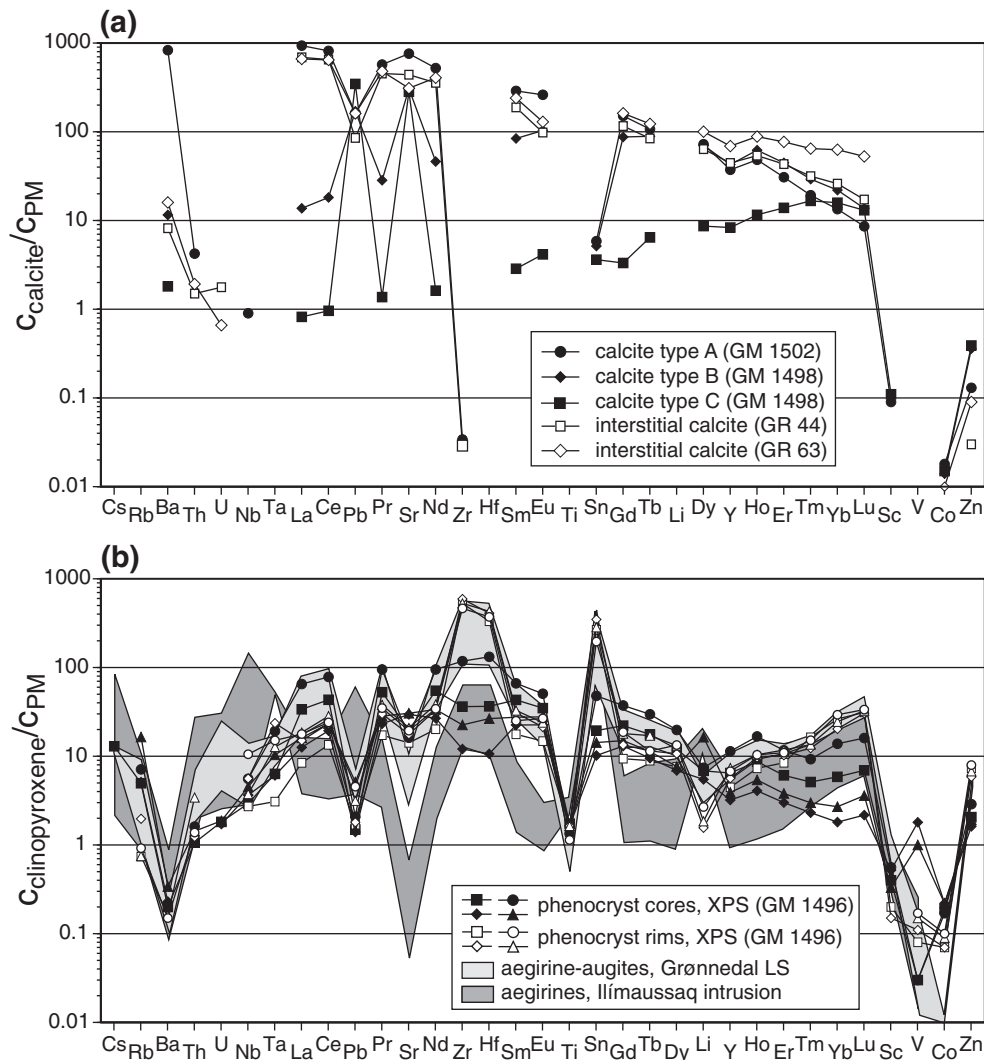 (a)
1000
100
10
1
0.1
0.01
Ccalcite/CPM
calcite type A (GM 1502)
calcite type B (GM 1498)
calcite type C (GM 1498)
interstitial calcite (GR 44)
interstitial calcite (GR 63)
Cs Rb Ba Th U Nb Ta La Ce Pb Pr Sr Nd Zr Hf Sm Eu Ti Sn Gd Tb Li Dy Y Ho Er Tm Yb Lu Sc V Co Zn
(b)
1000
100
10
1
0.1
0.01
Cclinopyroxene/CPM
phenocryst cores, XPS (GM 1496)
phenocryst rims, XPS (GM 1496)
aegirine-augites, Grønnedal LS
aegirines, Ilímaussaq intrusion
Cs Rb Ba Th U Nb Ta La Ce Pb Pr Sr Nd Zr Hf Sm Eu Ti Sn Gd Tb Dy Li Y Ho Er Tm Yb Lu Sc V Co Zn